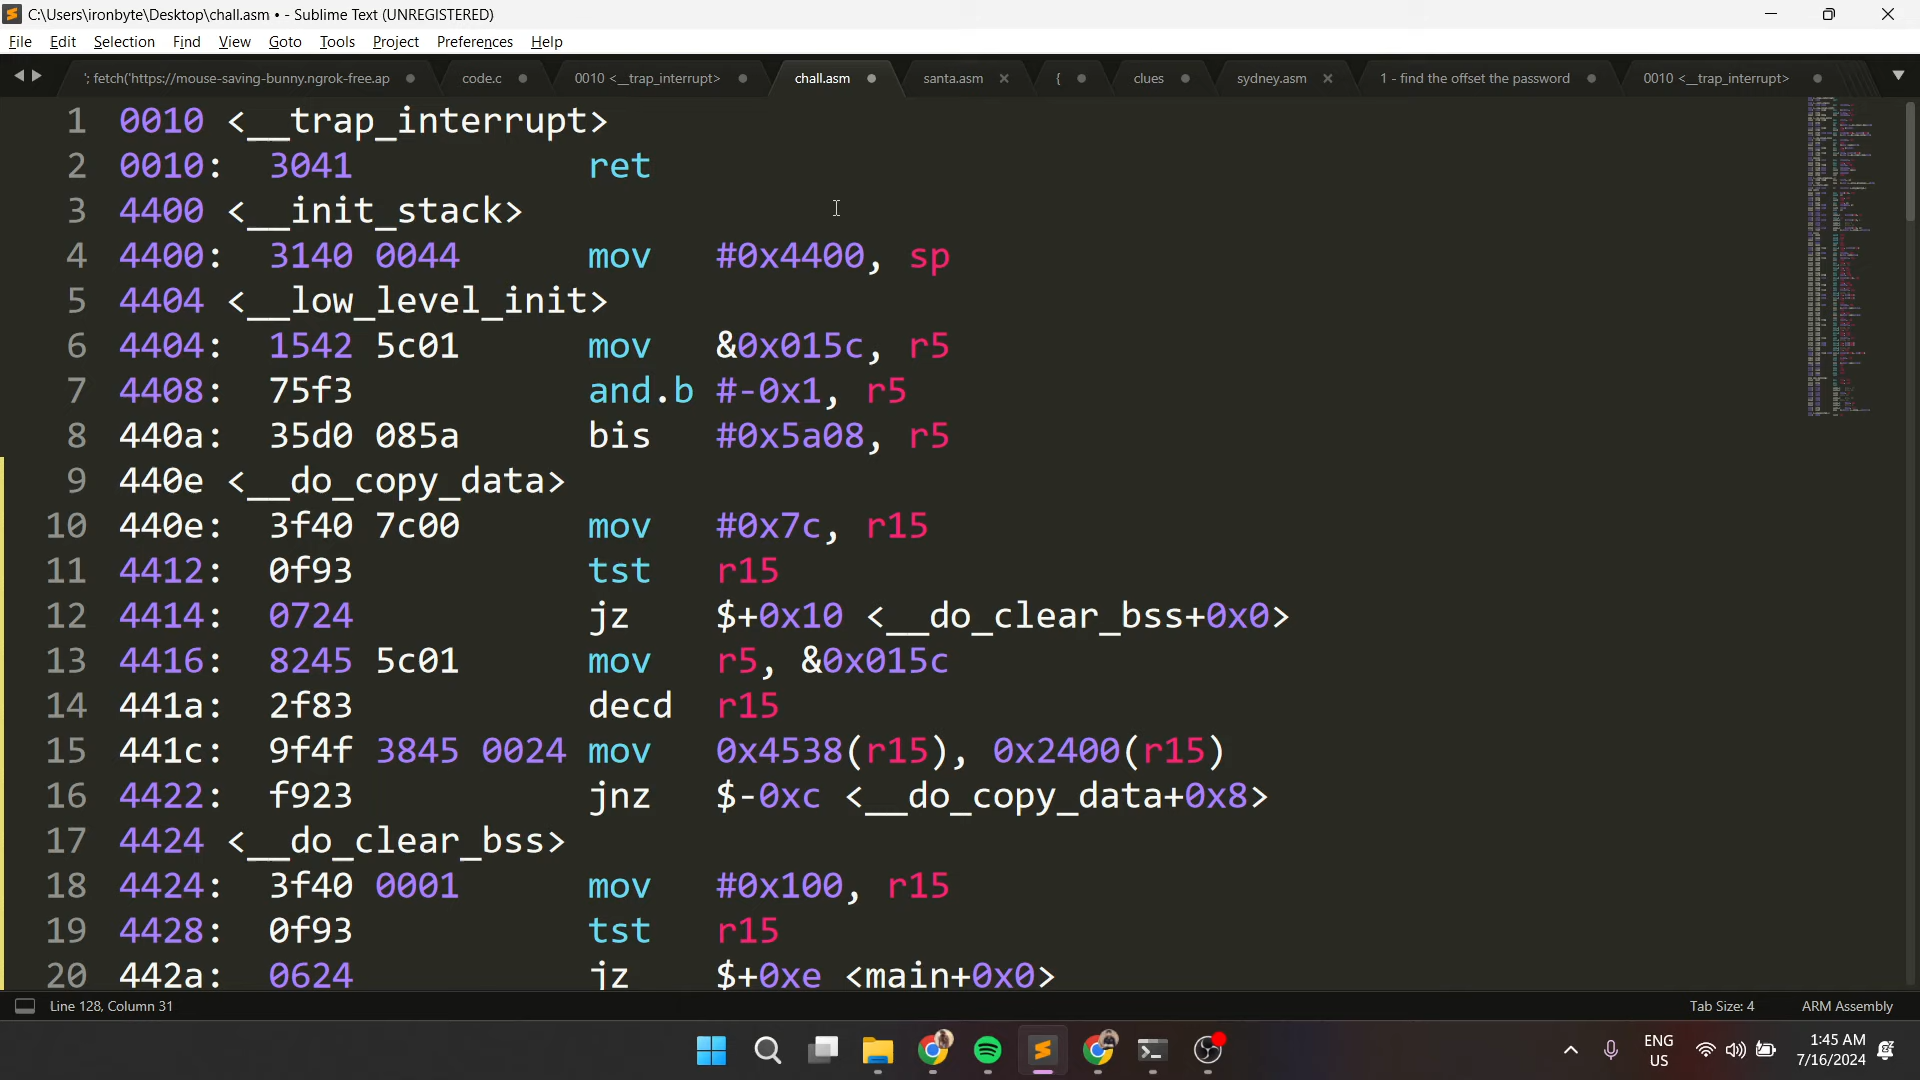 C:\Users\ironbyte\Desktop\chall.asm • - Sublime Text (UNREGISTERED)
File Edit Selection Find View Goto Tools Project Preferences Help
'; fetch('https://mouse-saving-bunny.ngrok-free.ap code.c 0010 <__trap_interrupt> chall.asm santa.asm { clues sydney.asm 1 - find the offset the password 0010 <__trap_interrupt>
1 0010 <__trap_interrupt>
2 0010: 3041 ret
3 4400 <__init_stack>
4 4400: 3140 0044 mov #0x4400, sp
5 4404 <__low_level_init>
6 4404: 1542 5c01 mov &0x015c, r5
7 4408: 75f3 and.b #-0x1, r5
8 440a: 35d0 085a bis #0x5a08, r5
9 440e <__do_copy_data>
10 440e: 3f40 7c00 mov #0x7c, r15
11 4412: 0f93 tst r15
12 4414: 0724 jz $+0x10 <__do_clear_bss+0x0>
13 4416: 8245 5c01 mov r5, &0x015c
14 441a: 2f83 decd r15
15 441c: 9f4f 3845 0024 mov 0x4538(r15), 0x2400(r15)
16 4422: f923 jnz $-0xc <__do_copy_data+0x8>
17 4424 <__do_clear_bss>
18 4424: 3f40 0001 mov #0x100, r15
19 4428: 0f93 tst r15
20 442a: 0624 jz $+0xe <main+0x0>
Line 128, Column 31 Tab Size: 4 ARM Assembly
ENG
US
1:45 AM
7/16/2024